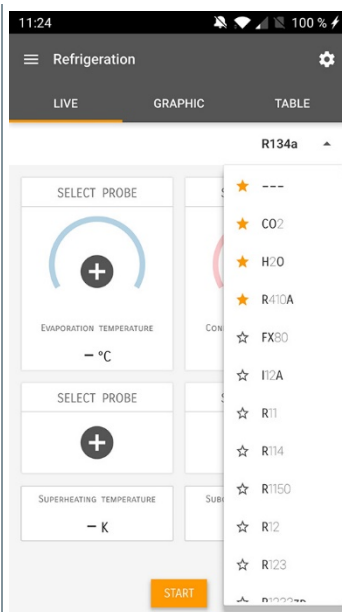 11:24
100 %
Refrigeration
LIVE GRAPHIC TABLE
R134a
SELECT PROBE
EVAPORATION TEMPERATURE
– °C
SELECT PROBE
SUPERHEATING TEMPERATURE
– K
START
---
CO2
H2O
R410A
FX80
I12A
R11
R114
R1150
R12
R123